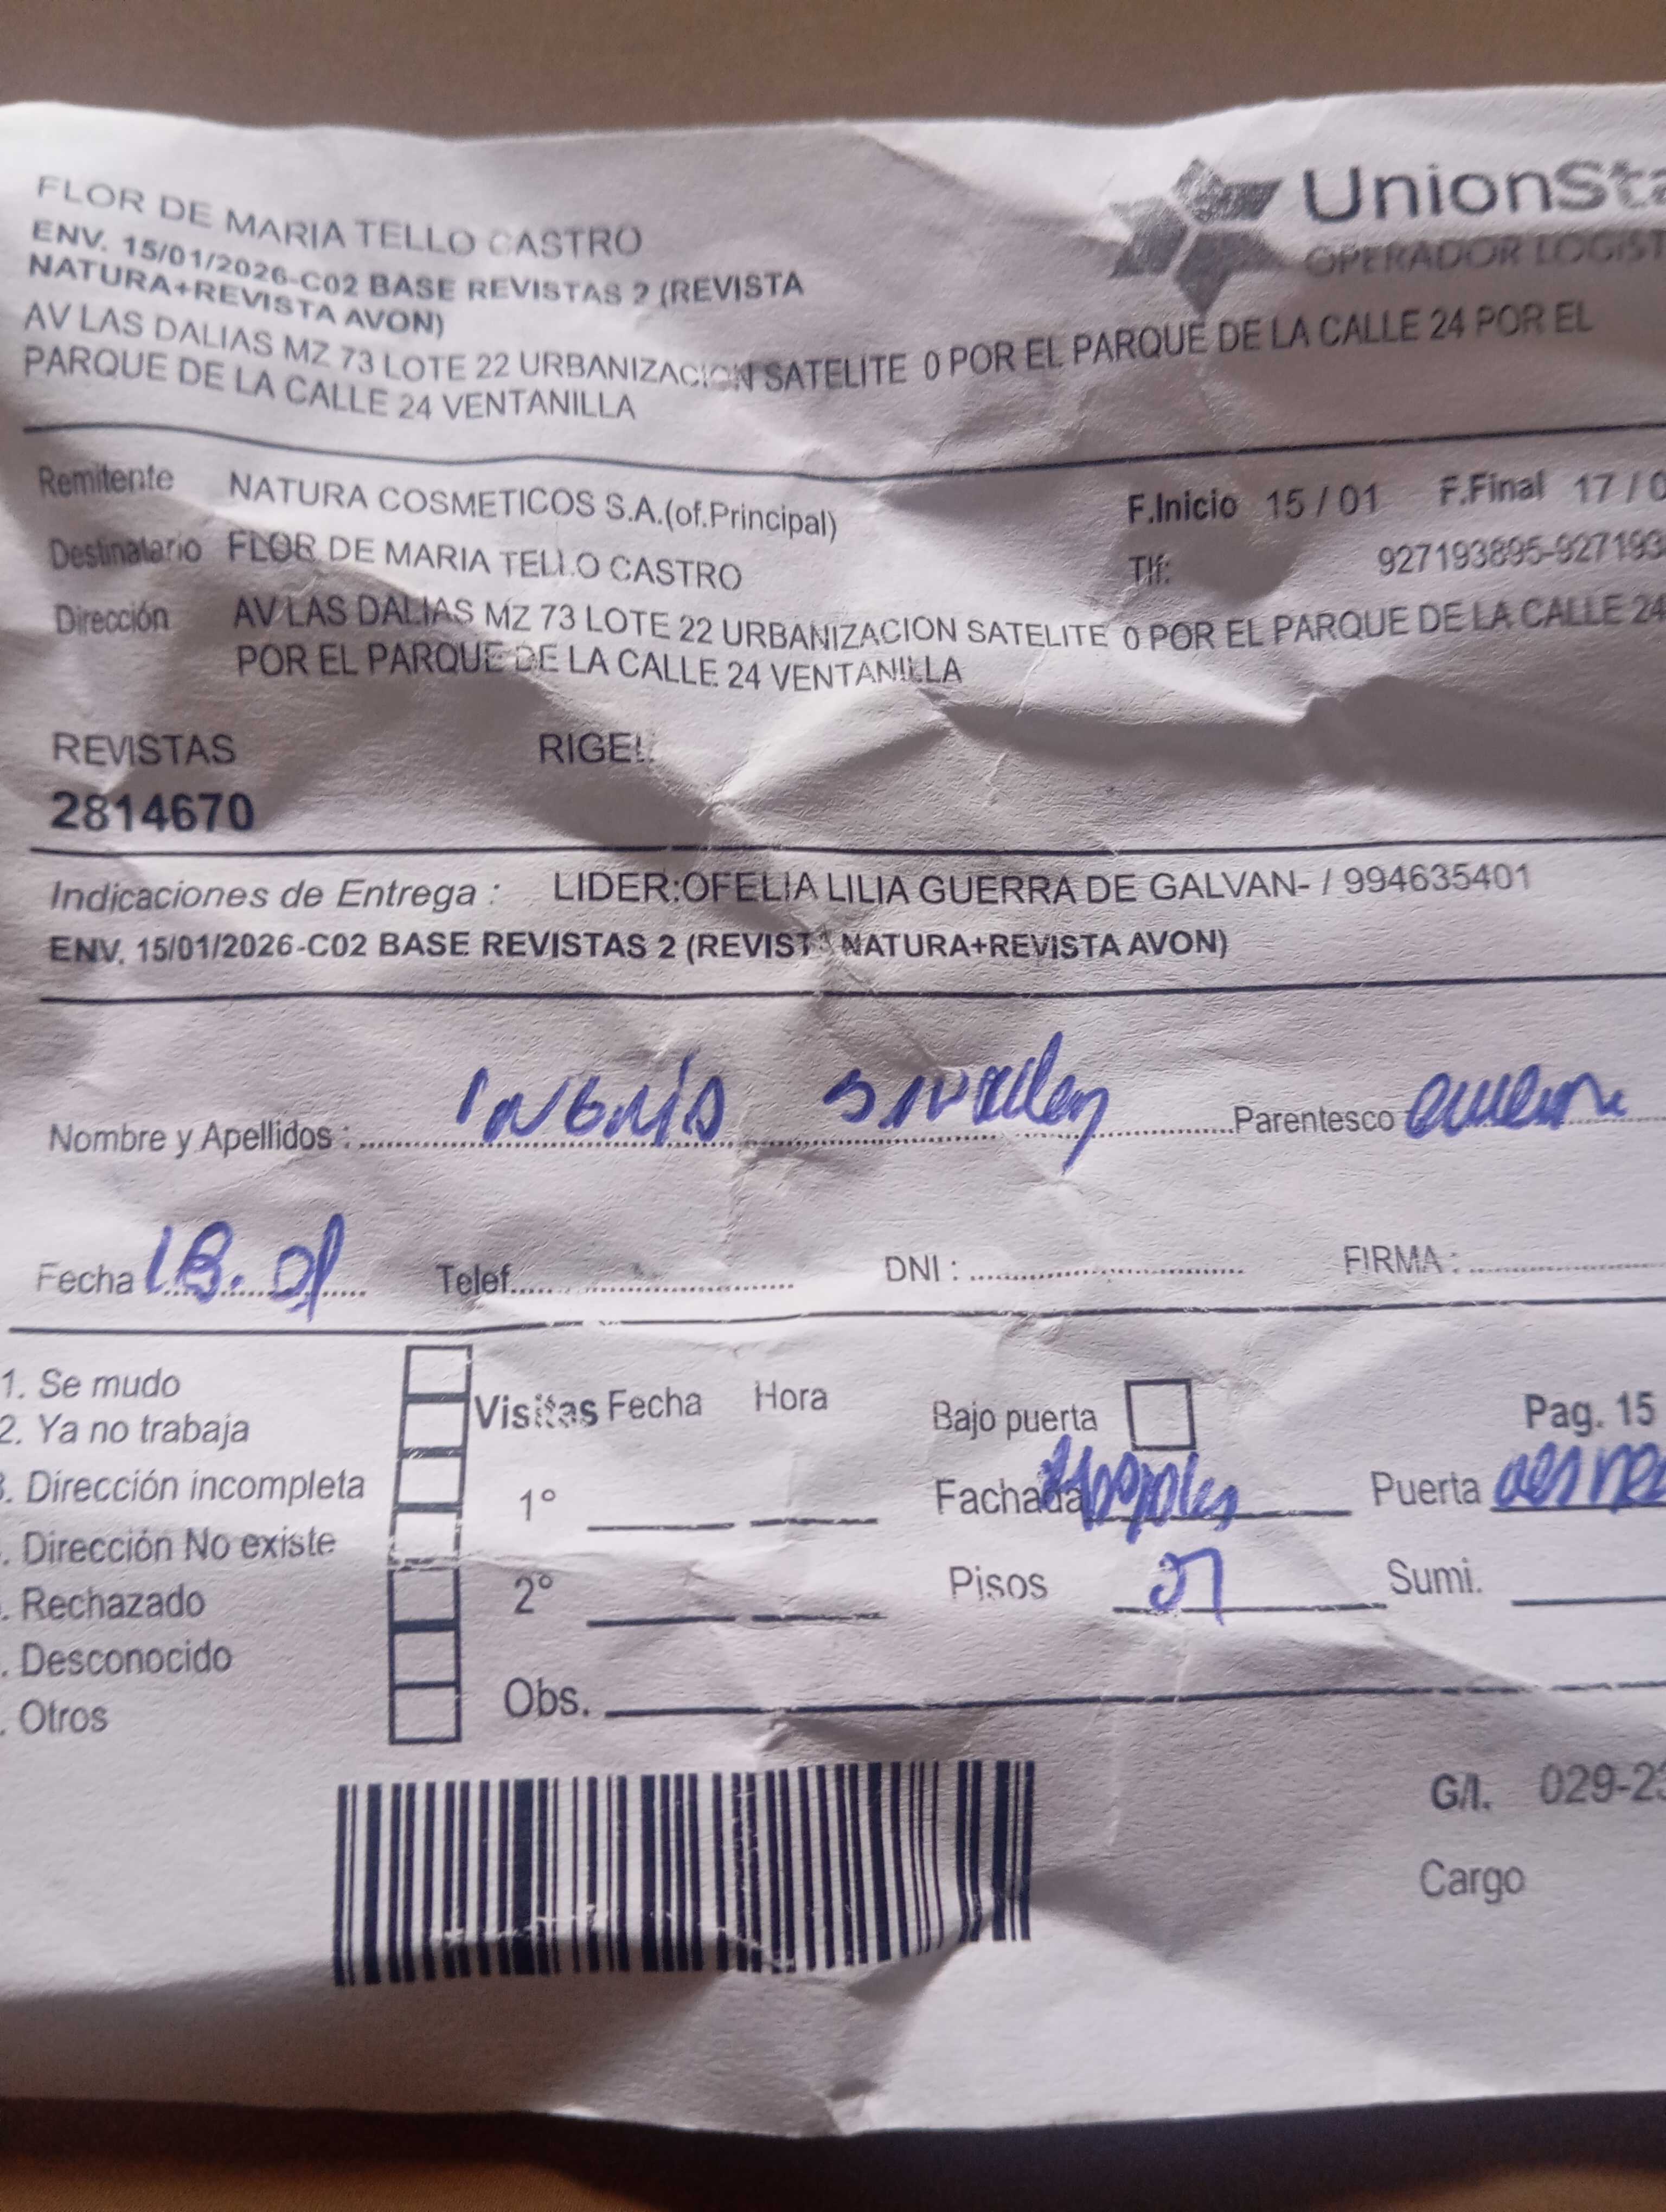 FLOR DE MARIA TELLO CASTRO
ENV. 15/01/2026-C02 BASE REVISTAS 2 (REVISTA
NATURA+REVISTA AVON)
AV LAS DALIAS MZ 73 LOTE 22 URBANIZACION SATELITE 0 POR EL PARQUE DE LA CALLE 24 POR EL
PARQUE DE LA CALLE 24 VENTANILLA
UnionSta
OPERADOR LOGIST
Remitente NATURA COSMETICOS S.A.(of.Principal) F.Inicio 15 / 01 F.Final 17 / 0
Destinatario FLOR DE MARIA TELLO CASTRO Tlf: 927193895-927193
Dirección AV LAS DALIAS MZ 73 LOTE 22 URBANIZACION SATELITE 0 POR EL PARQUE DE LA CALLE 24
POR EL PARQUE DE LA CALLE 24 VENTANILLA
REVISTAS RIGEL
2814670
Indicaciones de Entrega : LIDER:OFELIA LILIA GUERRA DE GALVAN- / 994635401
ENV. 15/01/2026-C02 BASE REVISTAS 2 (REVISTA NATURA+REVISTA AVON)
Nombre y Apellidos : Parentesco
Fecha Telef. DNI : FIRMA :
1. Se mudo
2. Ya no trabaja
. Dirección incompleta
. Dirección No existe
. Rechazado
. Desconocido
. Otros
Visitas Fecha Hora
1°
2°
Obs.
Bajo puerta Pag. 15
Fachada Puerta
Pisos 01 Sumi.
G/I. 029-23
Cargo